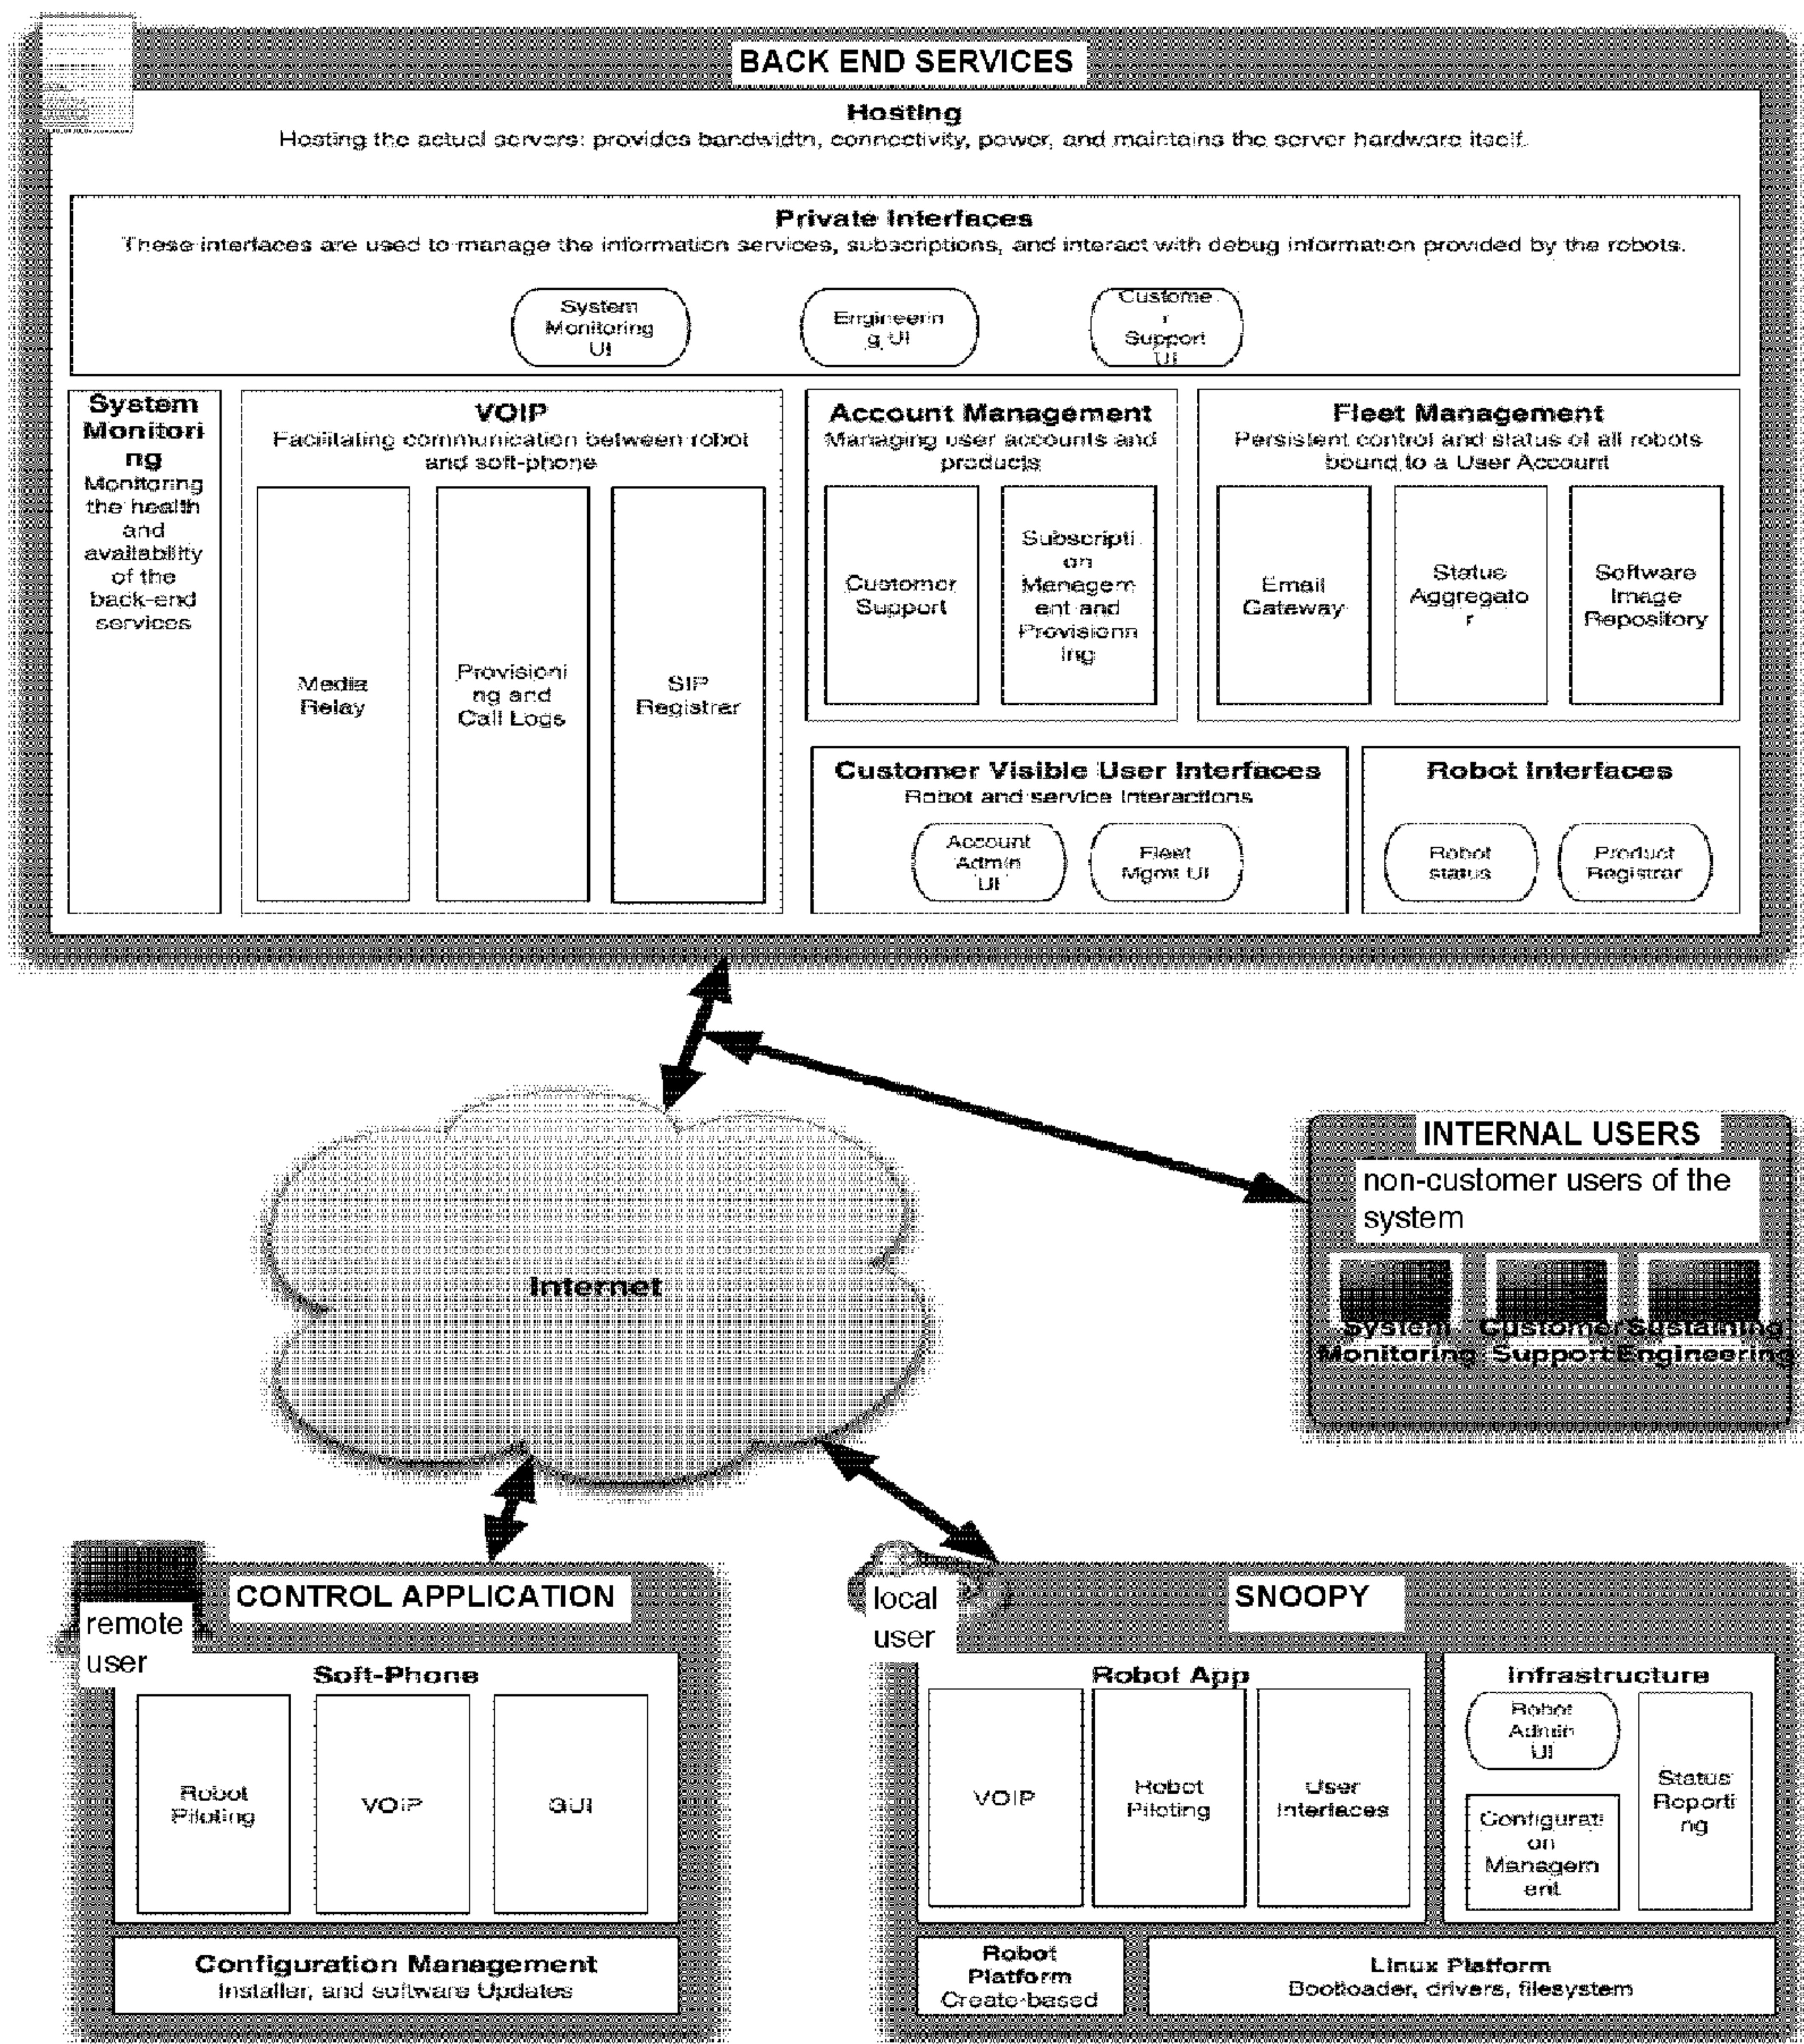 BACK END SERVICES
Hosting
Hosting the actual servers: provides bandwidth, connectivity, power, and maintains the server hardware itself.
Private Interfaces
These interfaces are used to manage the information services, subscriptions, and interact with debug information provided by the robots.
System
Monitoring
UI
Engineerin
g UI
Custome
r
Support
UI
System
Monitori
ng
Monitoring
the health
and
availability
of the
back-end
services
VOIP
Facilitating communication between robot
and soft-phone
Media
Relay
Provisioni
ng and
Call Logs
SIP
Registrar
Account Management
Managing user accounts and
products
Customer
Support
Subscripti
on
Managem
ent and
Provisionn
ing
Fleet Management
Persistent control and status of all robots
bound to a User Account
Email
Gateway
Status
Aggregato
r
Software
Image
Repository
Customer Visible User Interfaces
Robot and service Interactions
Account
Admin
UI
Fleet
Mgmt UI
Robot Interfaces
Robot
status
Product
Registrar
Internet
INTERNAL USERS
non-customer users of the
system
System
Monitoring
Customer
Support
Sustaining
Engineering
remote
user
CONTROL APPLICATION
Soft-Phone
Robot
Piloting
VOIP
GUI
Configuration Management
Installer, and software Updates
local
user
SNOOPY
Robot App
VOIP
Robot
Piloting
User
Interfaces
Infrastructure
Robot
Admin
UI
Configurati
on
Managem
ent
Status
Reporti
ng
Robot
Platform
Create-based
Linux Platform
Bootloader, drivers, filesystem